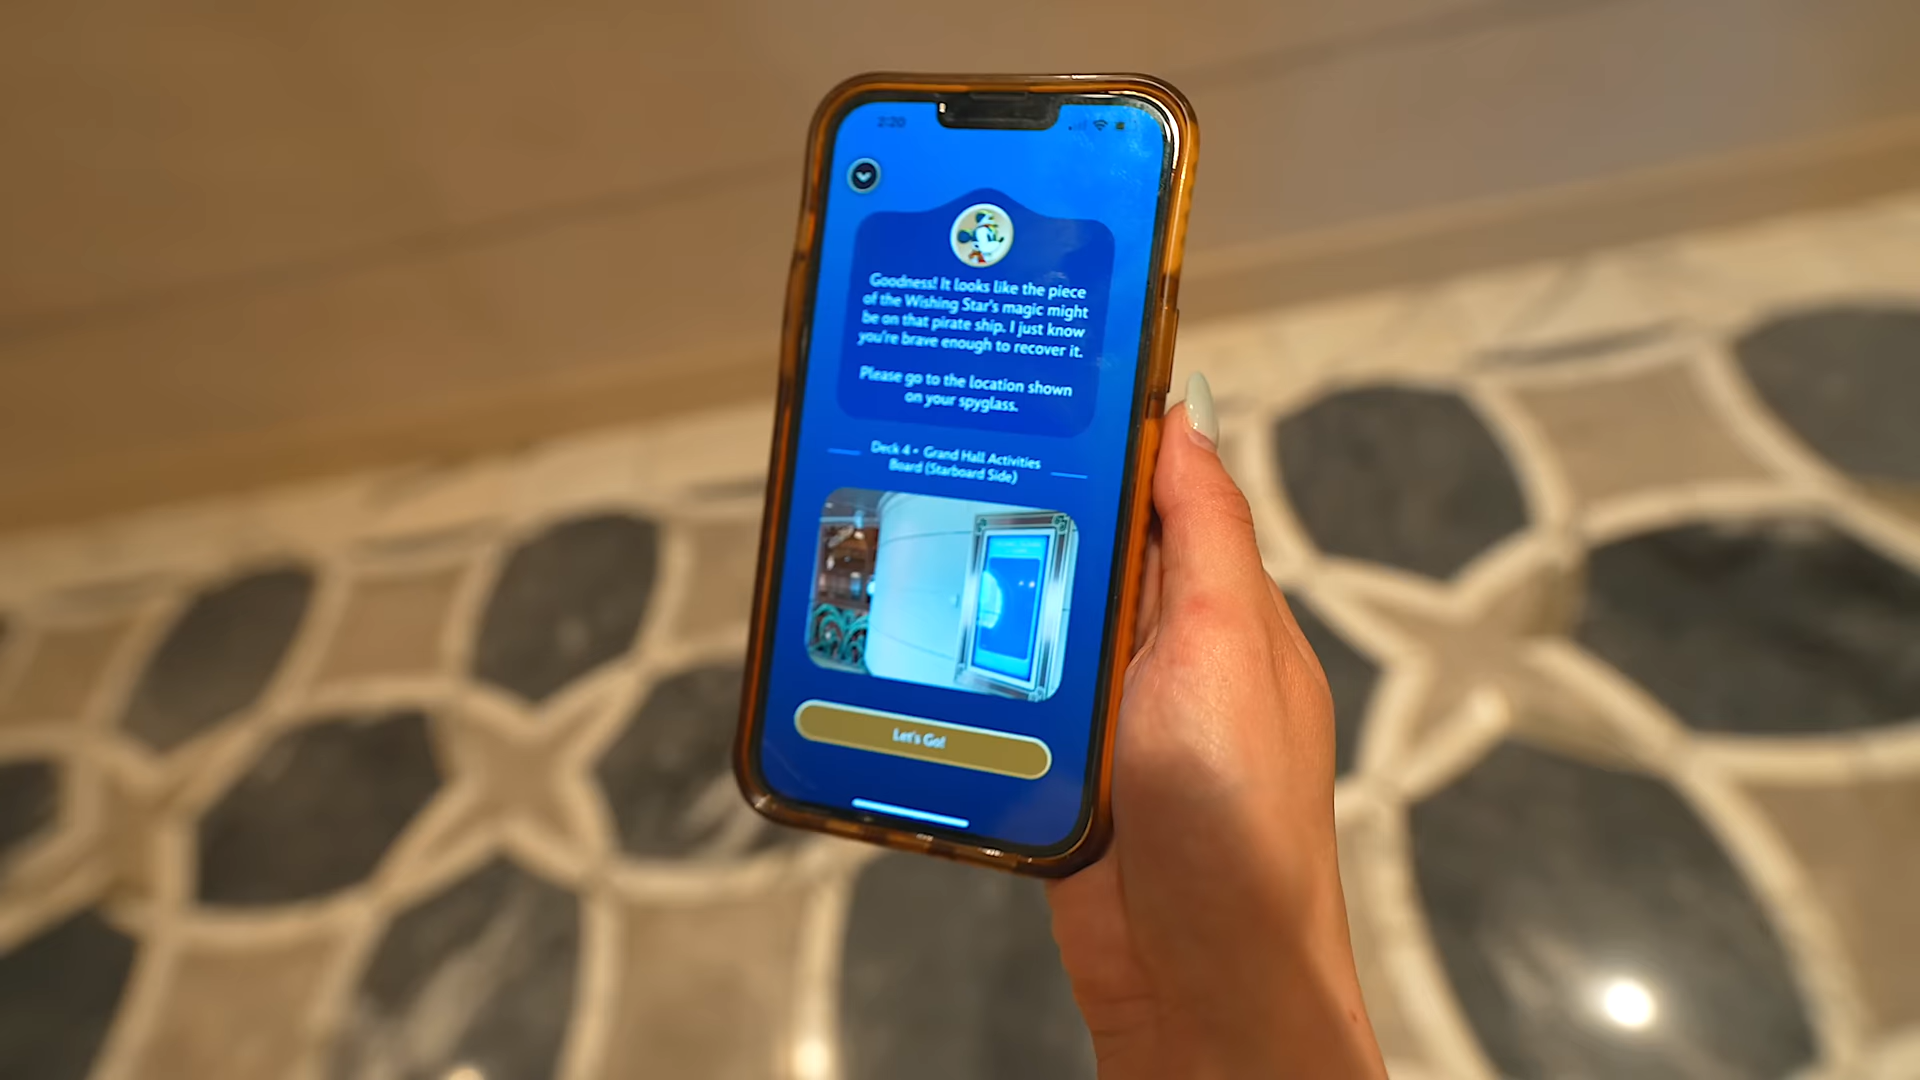 2:20
Goodness! It looks like the piece
of the Wishing Star's magic might
be on that pirate ship. I just know
you're brave enough to recover it.
Please go to the location shown
on your spyglass.
Deck 4 • Grand Hall Activities
Board (Starboard Side)
Let's Go!